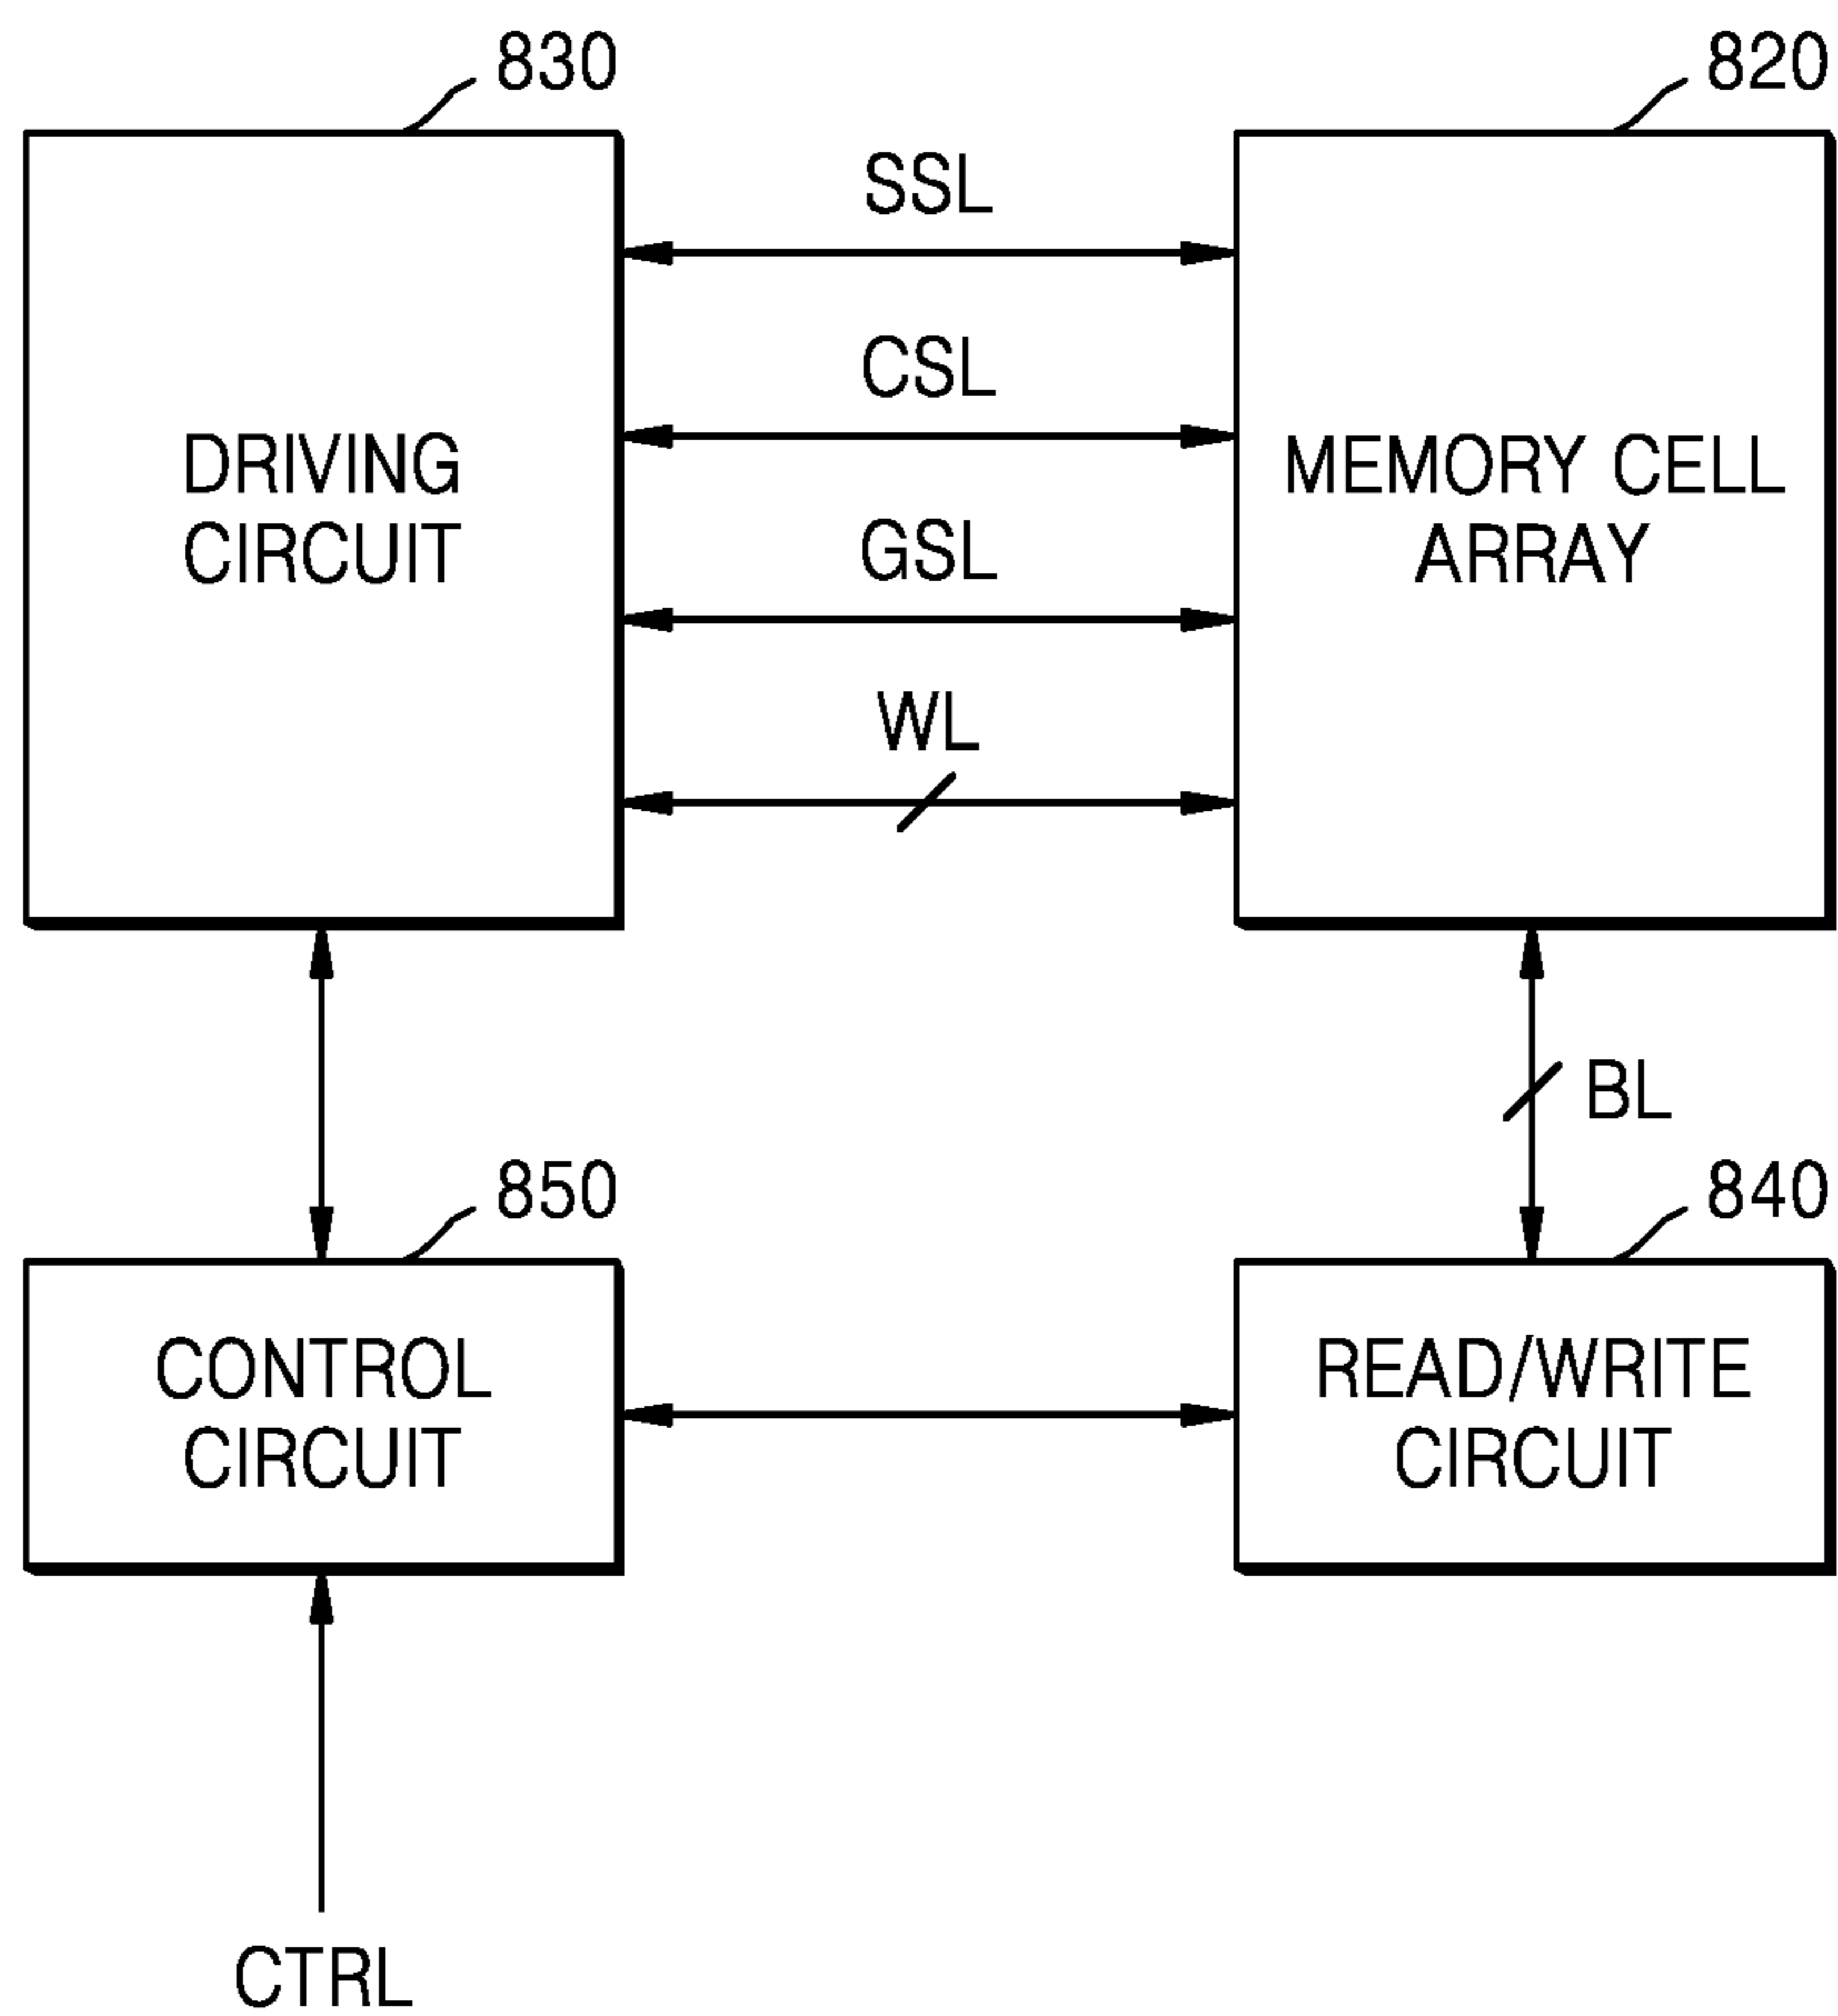 830
820
SSL
CSL
DRIVING
CIRCUIT
MEMORY CELL
ARRAY
GSL
WL
BL
850
840
CONTROL
CIRCUIT
READ/WRITE
CIRCUIT
CTRL